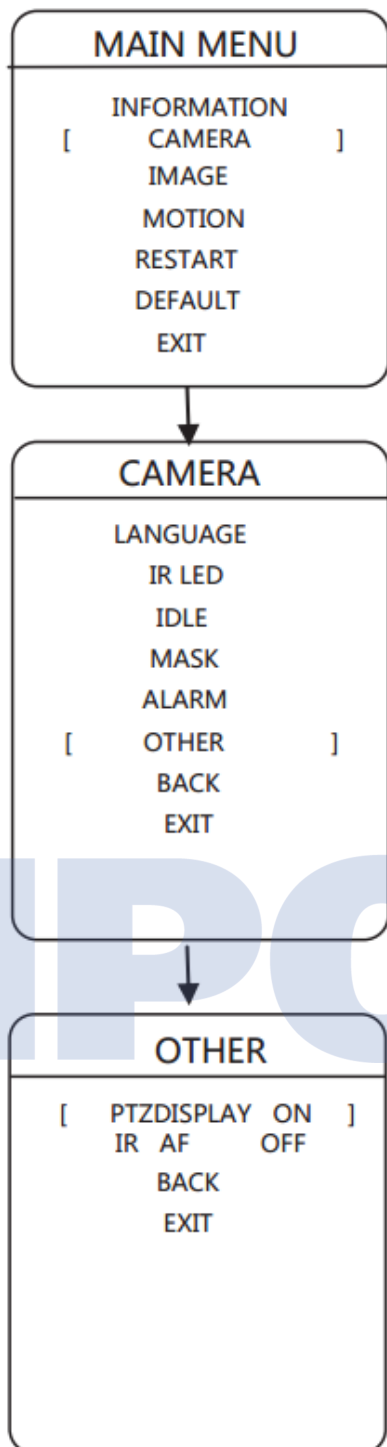 MAIN MENU
INFORMATION
[ CAMERA ]
IMAGE
MOTION
RESTART
DEFAULT
EXIT
CAMERA
LANGUAGE
IR LED
IDLE
MASK
ALARM
[ OTHER ]
BACK
EXIT
OTHER
[ PTZDISPLAY ON ]
IR AF OFF
BACK
EXIT